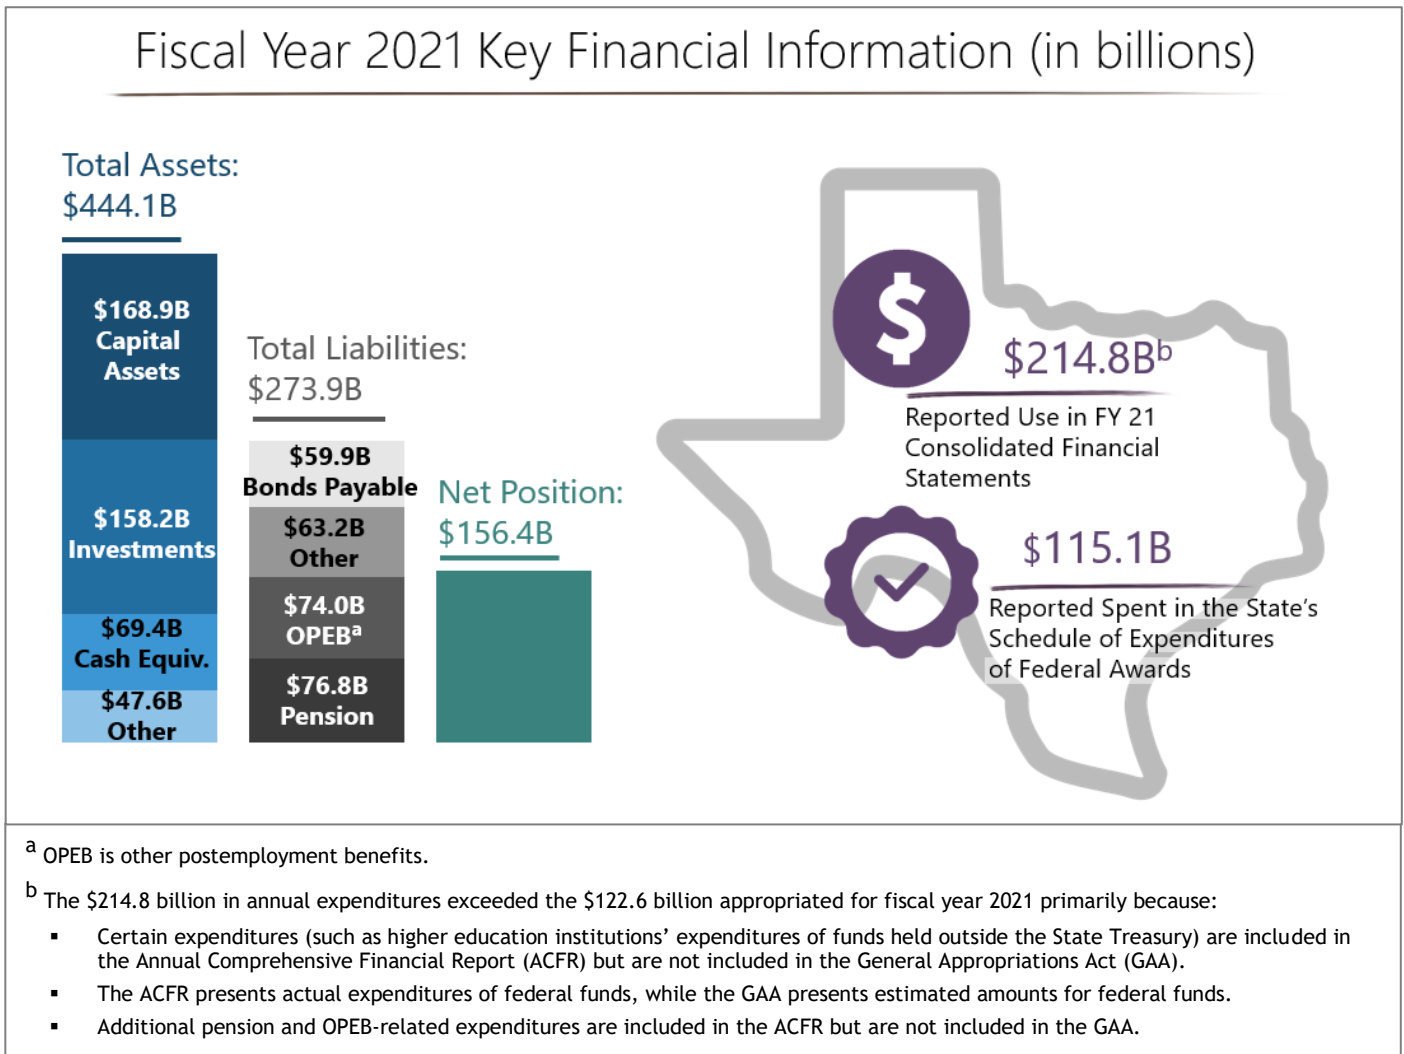 Fiscal Year 2021 Key Financial Information (in billions)
Total Assets:
$444.1B
$168.9B
Capital
Assets
$158.2B
Investments
$69.4B
Cash Equiv.
$47.6B
Other
Total Liabilities:
$273.9B
$59.9B
Bonds Payable
$63.2B
Other
$74.0B
OPEBa
$76.8B
Pension
Net Position:
$156.4B
$
$214.8Bb
Reported Use in FY 21
Consolidated Financial
Statements
$115.1B
Reported Spent in the State’s
Schedule of Expenditures
of Federal Awards
a OPEB is other postemployment benefits.
b The $214.8 billion in annual expenditures exceeded the $122.6 billion appropriated for fiscal year 2021 primarily because:
▪ Certain expenditures (such as higher education institutions’ expenditures of funds held outside the State Treasury) are included in
the Annual Comprehensive Financial Report (ACFR) but are not included in the General Appropriations Act (GAA).
▪ The ACFR presents actual expenditures of federal funds, while the GAA presents estimated amounts for federal funds.
▪ Additional pension and OPEB-related expenditures are included in the ACFR but are not included in the GAA.